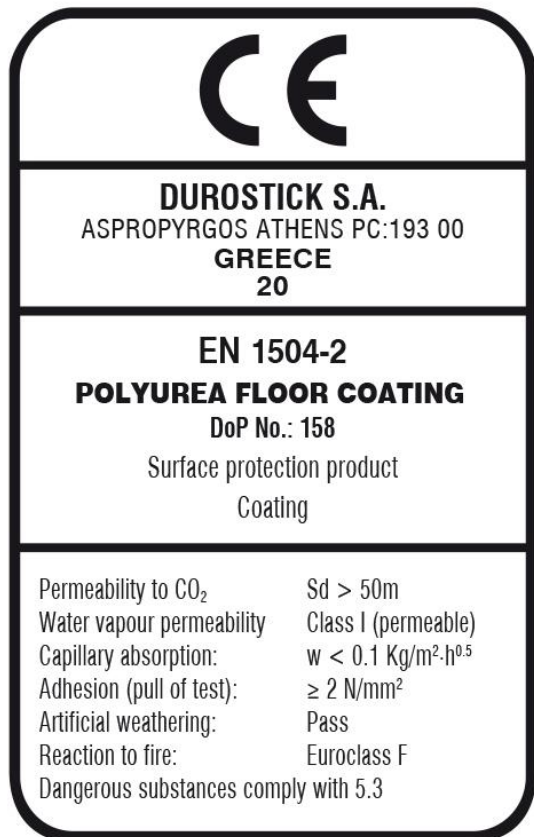 CE
DUROSTICK S.A.
ASPROPYRGOS ATHENS PC:193 00
GREECE
20
EN 1504-2
POLYUREA FLOOR COATING
DoP No.: 158
Surface protection product
Coating
Permeability to CO₂ Sd > 50m
Water vapour permeability Class I (permeable)
Capillary absorption: w < 0.1 Kg/m²·h⁰·⁵
Adhesion (pull of test): ≥ 2 N/mm²
Artificial weathering: Pass
Reaction to fire: Euroclass F
Dangerous substances comply with 5.3